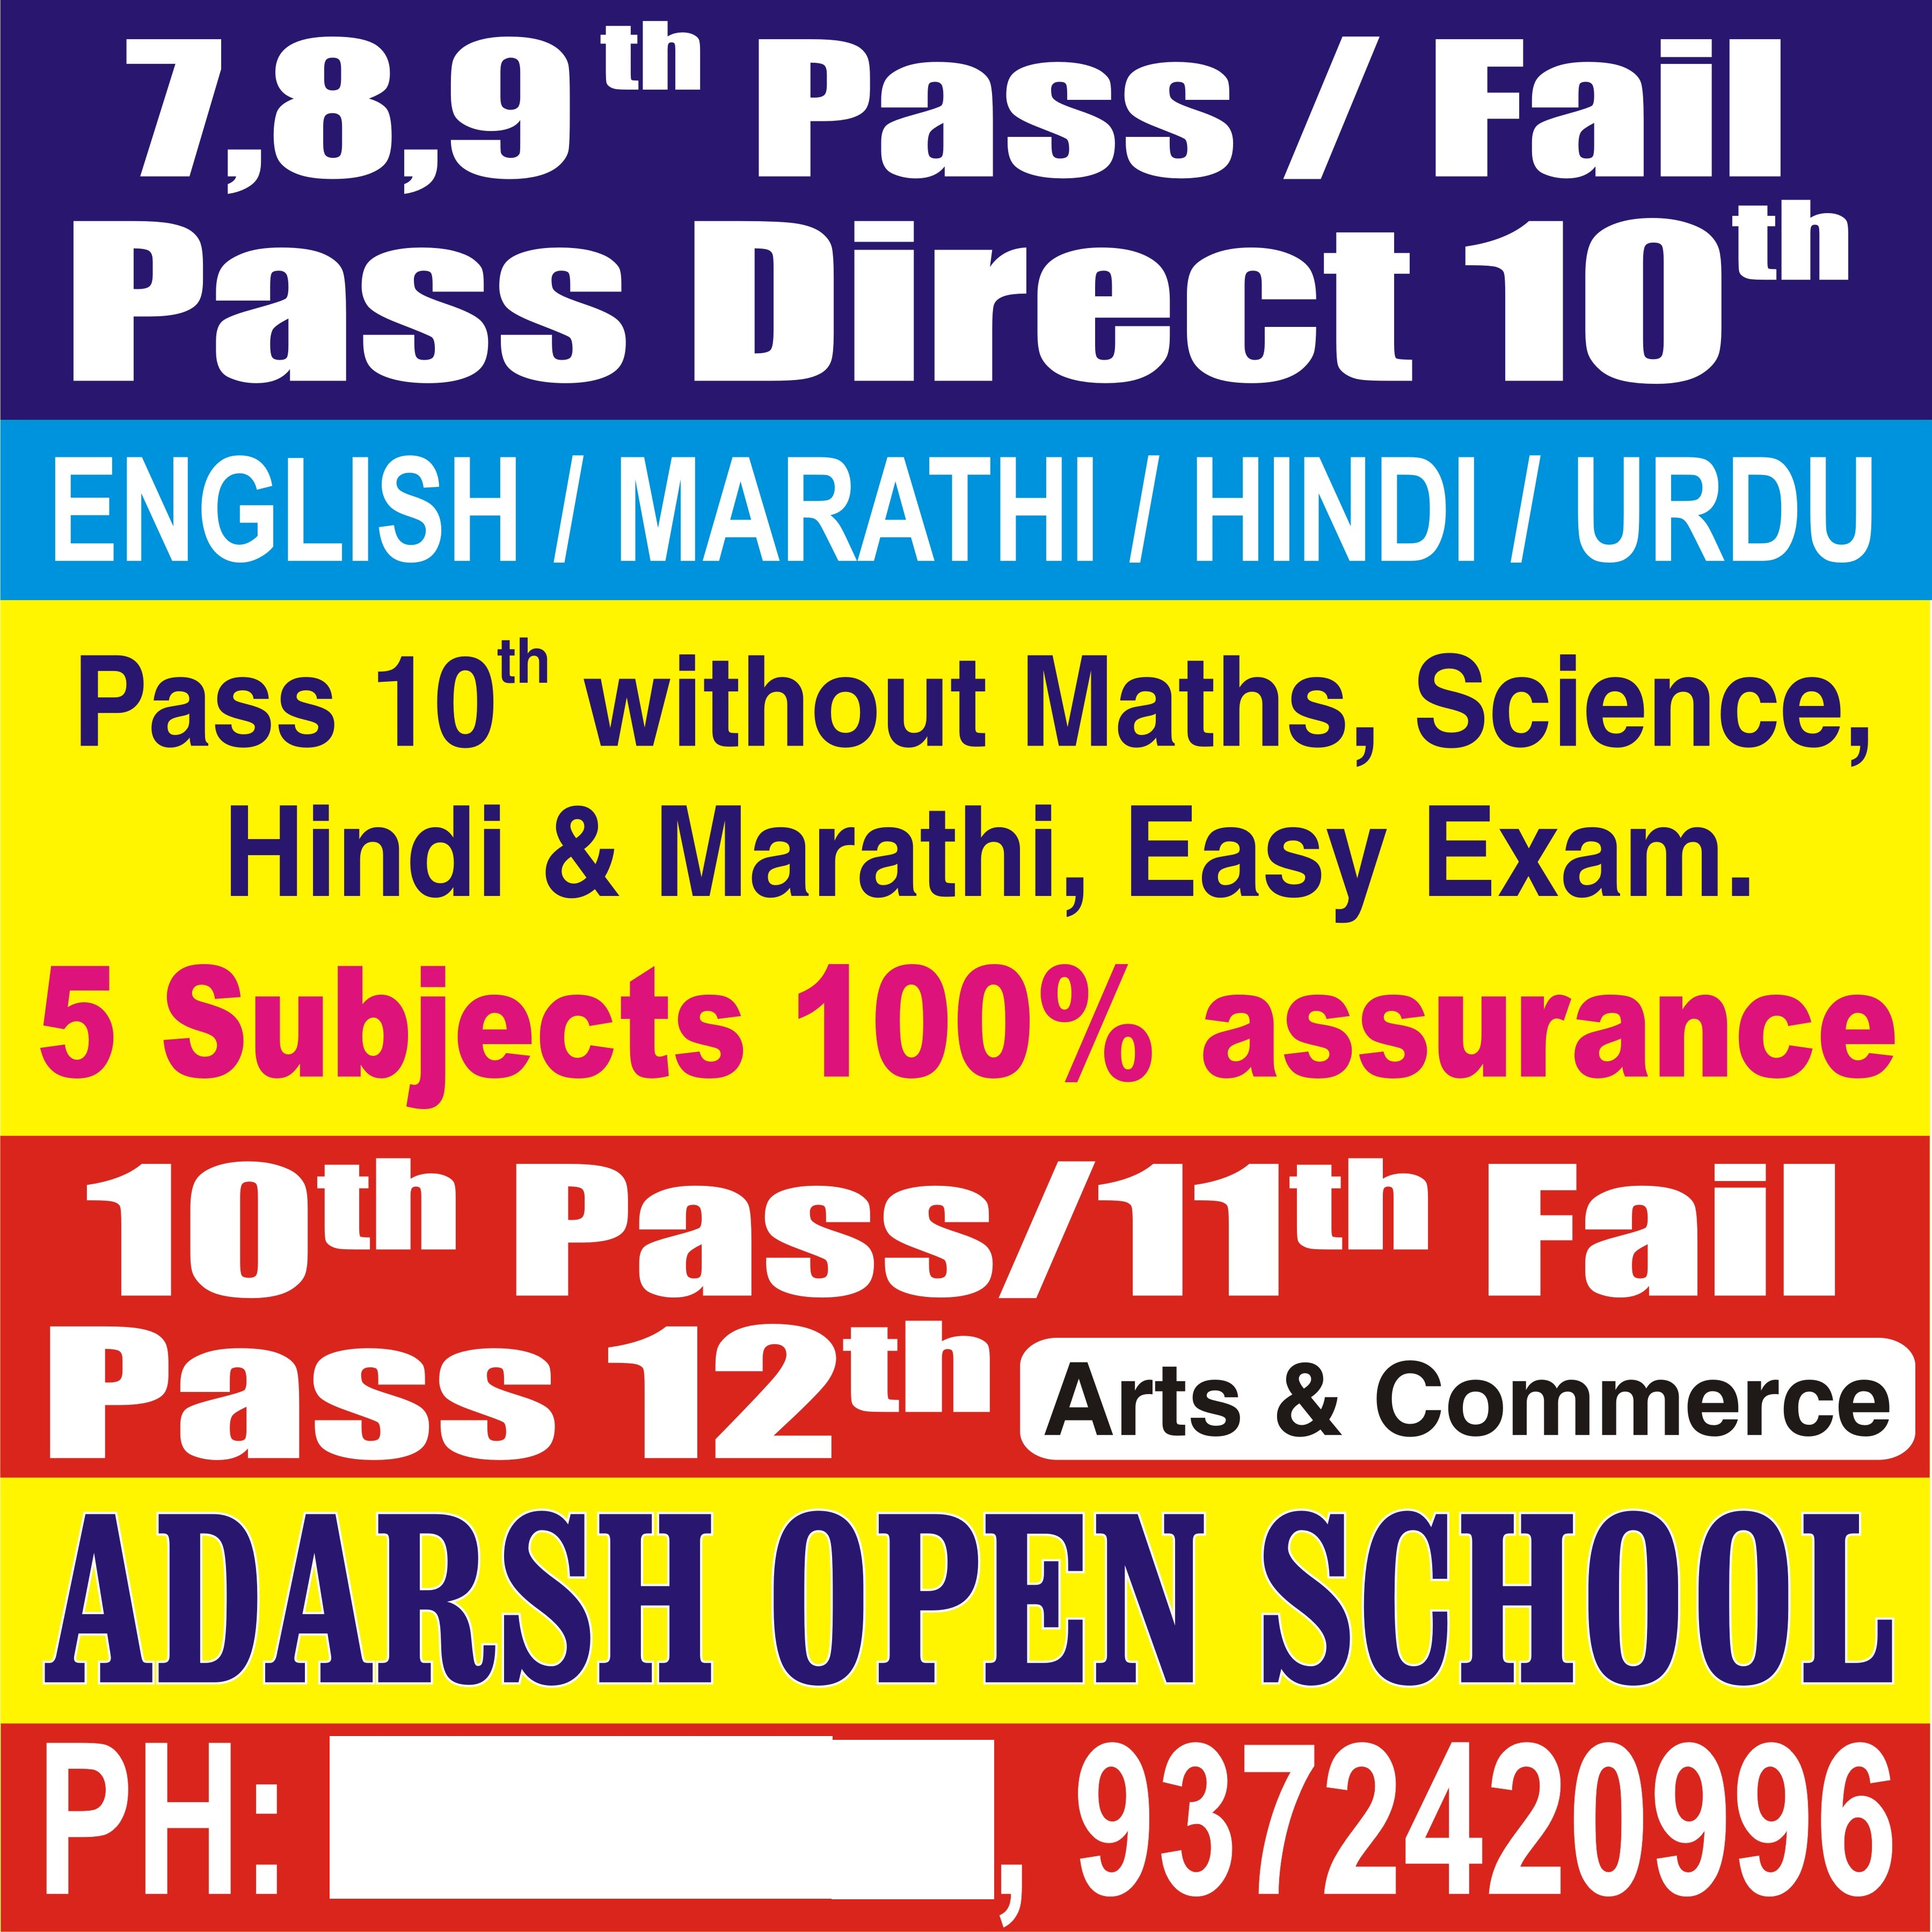 7,8,9th Pass / Fail
Pass Direct 10th
ENGLISH / MARATHI / HINDI / URDU
Pass 10th without Maths, Science,
Hindi & Marathi, Easy Exam.
5 Subjects 100% assurance
10th Pass/11th Fail
Pass 12th Arts & Commerce
ADARSH OPEN SCHOOL
PH: , 9372420996